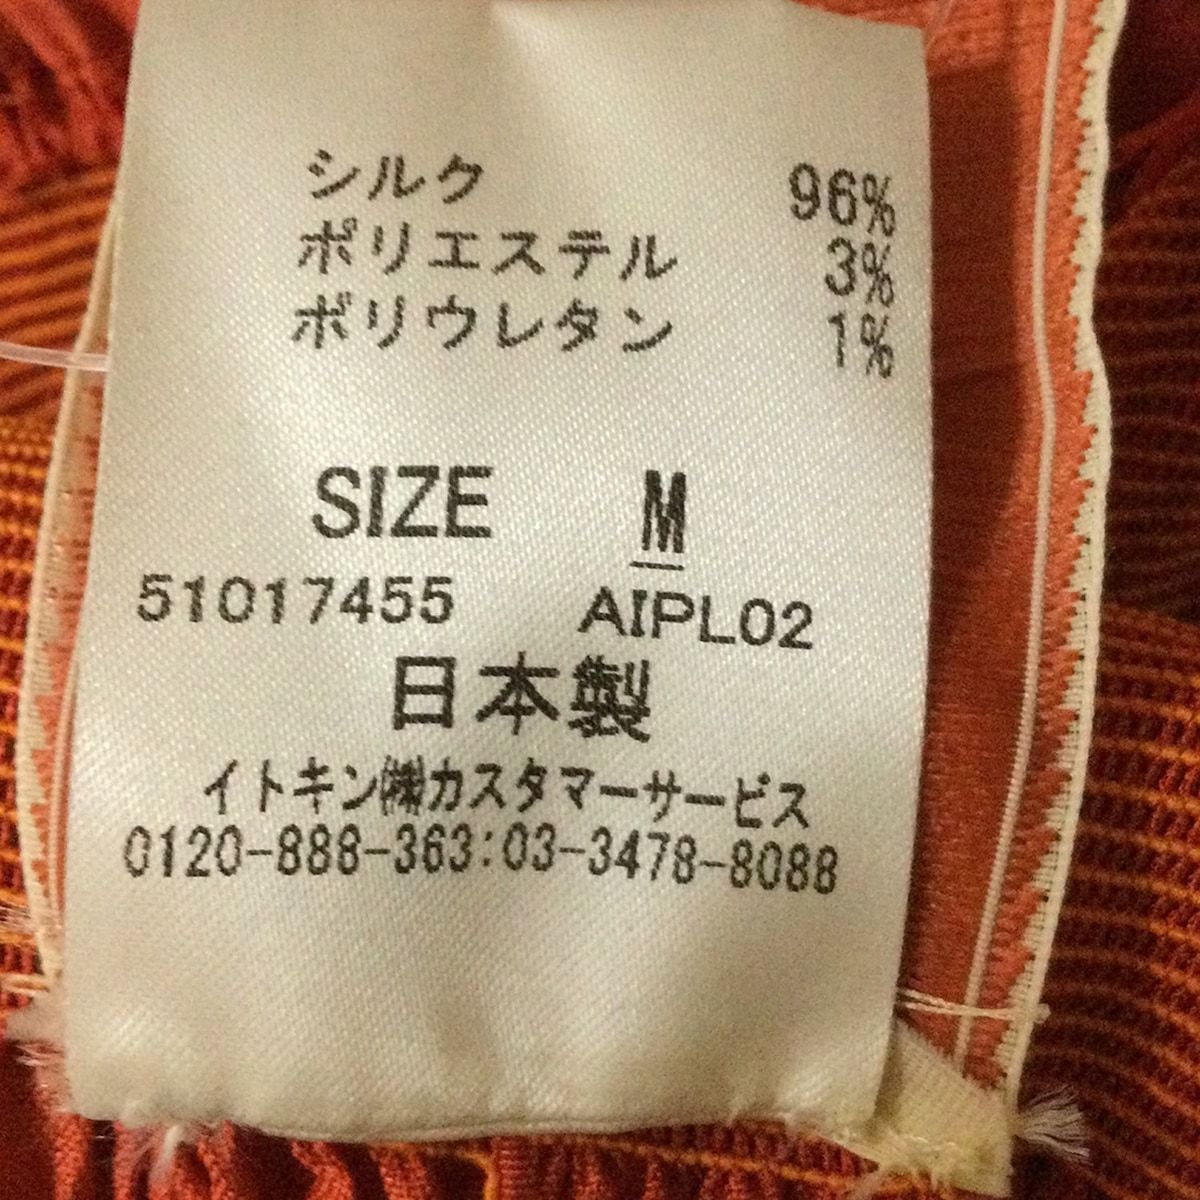 シルク 96%
ポリエステル 3%
ポリウレタン 1%
SIZE M
51017455 AIPL02
日本製
イトキン㈱カスタマーサービス
0120-888-363:03-3478-8088